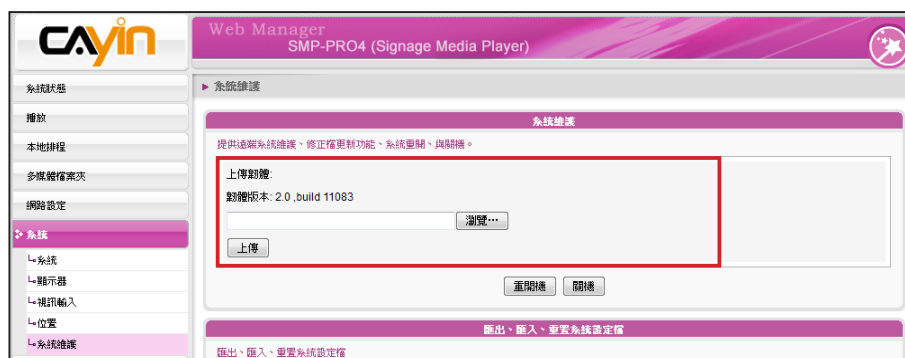 CAYIN
Web Manager
SMP-PRO4 (Signage Media Player)
系統狀態
播放
本地排程
多媒體檔案夾
網路設定
系統
系統
顯示器
視訊輸入
位置
系統維護
系統維護
系統維護
提供遠端系統維護、修正檔更新功能、系統重開、與關機。
上傳韌體:
韌體版本: 2.0 ,build 11083
瀏覽…
上傳
重開機 關機
匯出、匯入、重置系統設定檔
匯出、匯入、重置系統設定檔